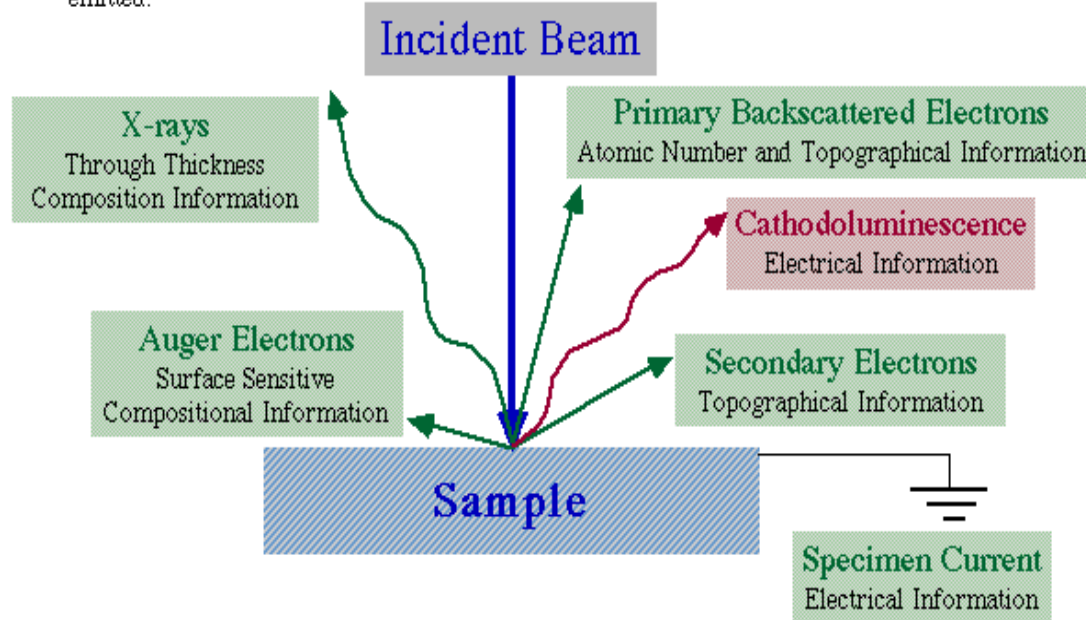 emitted.
Incident Beam
X-rays
Through Thickness
Composition Information
Primary Backscattered Electrons
Atomic Number and Topographical Information
Cathodoluminescence
Electrical Information
Auger Electrons
Surface Sensitive
Compositional Information
Secondary Electrons
Topographical Information
Sample
Specimen Current
Electrical Information